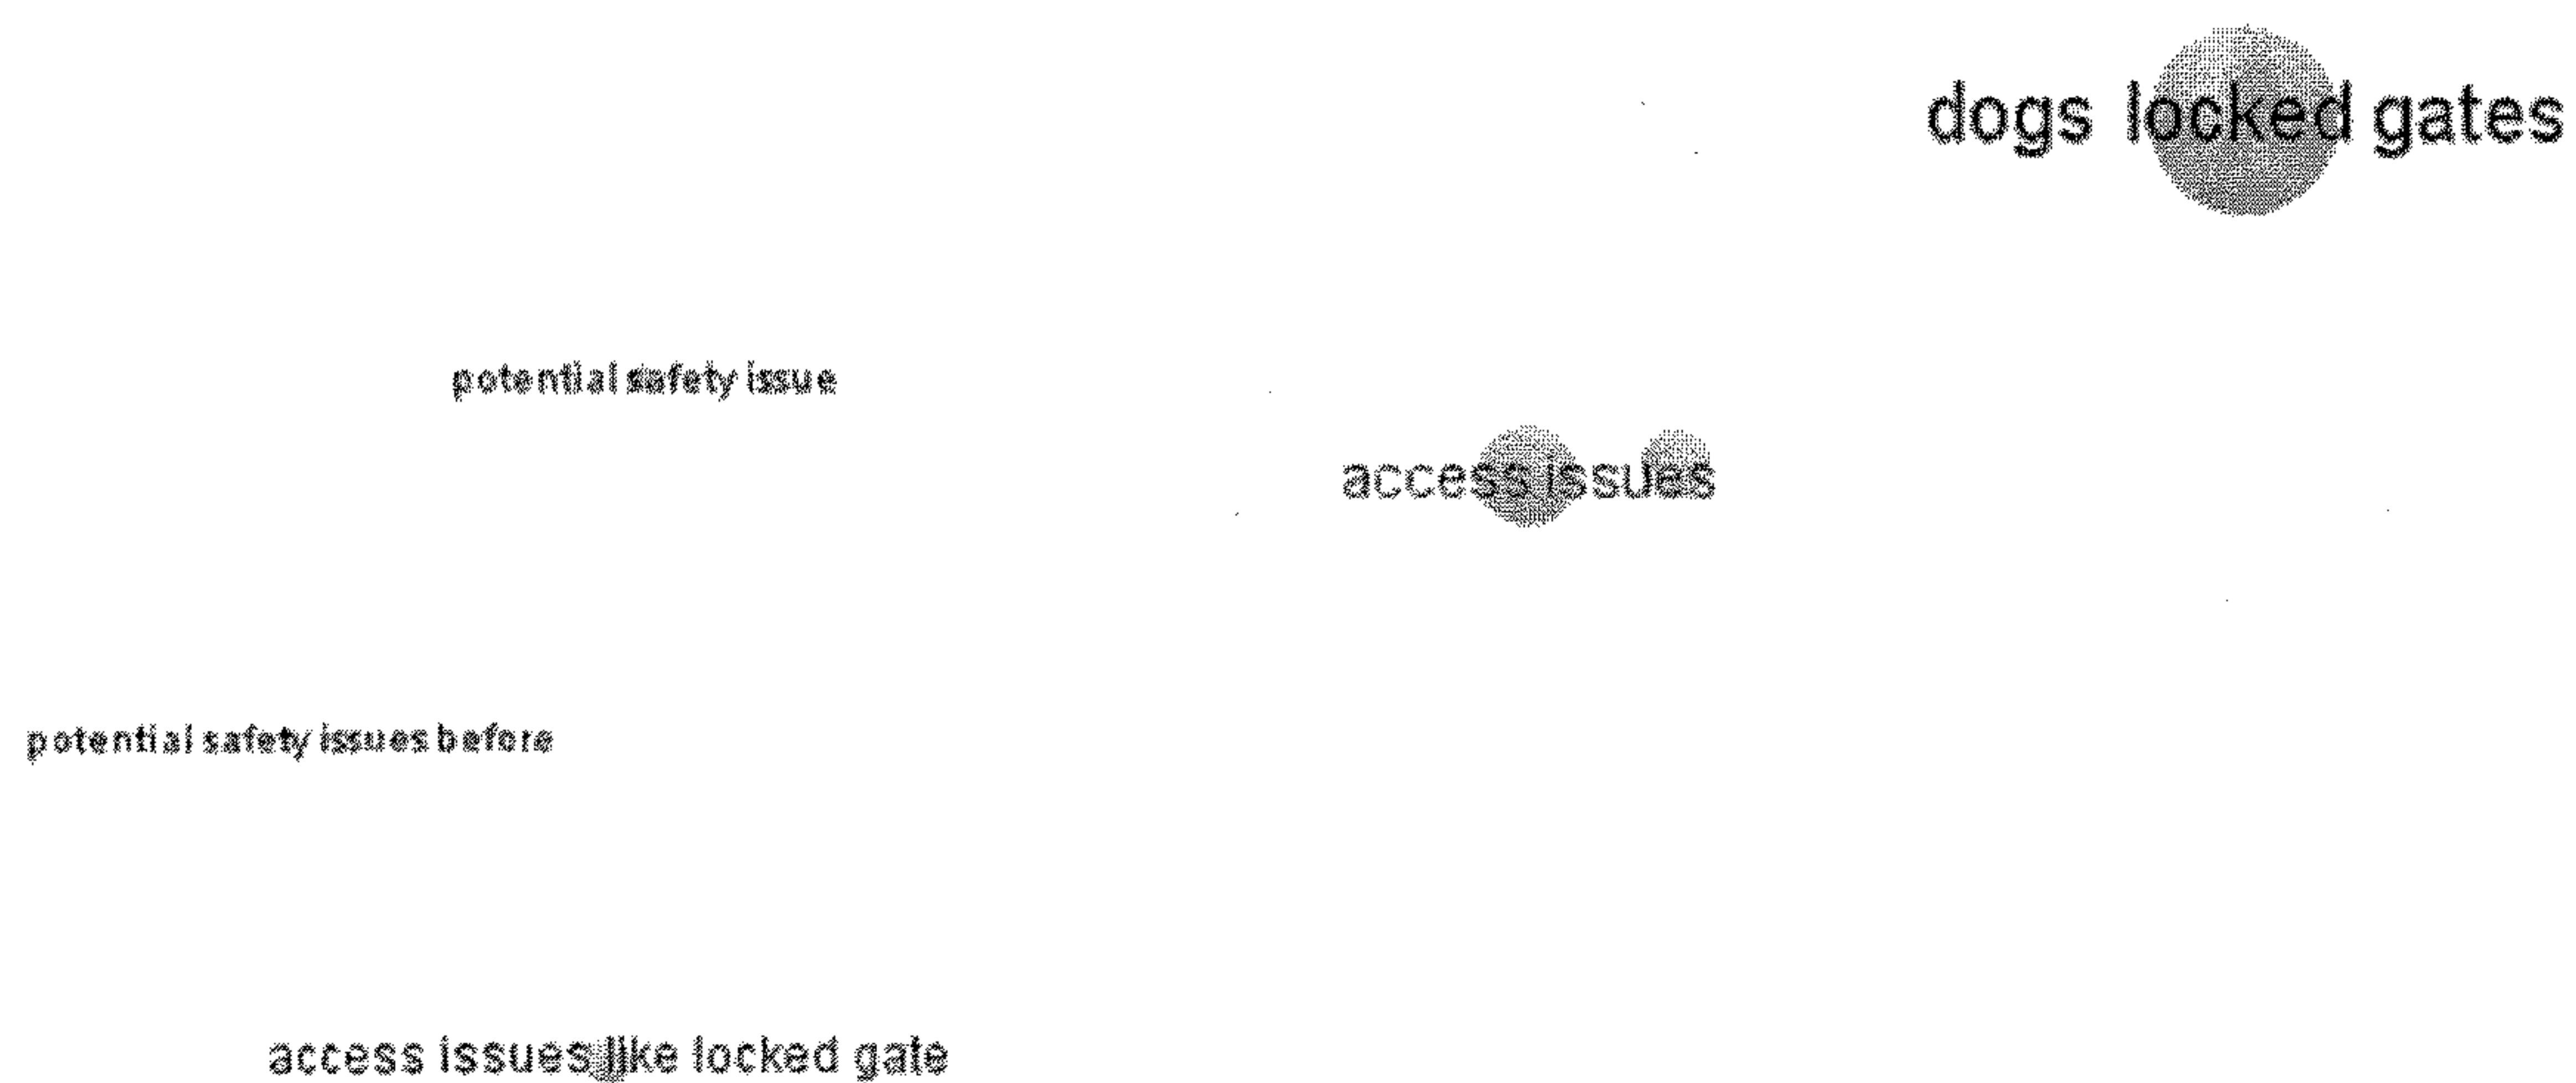 dogs locked gates
potential safety issue
access issues
potential safety issues before
access issues like locked gate